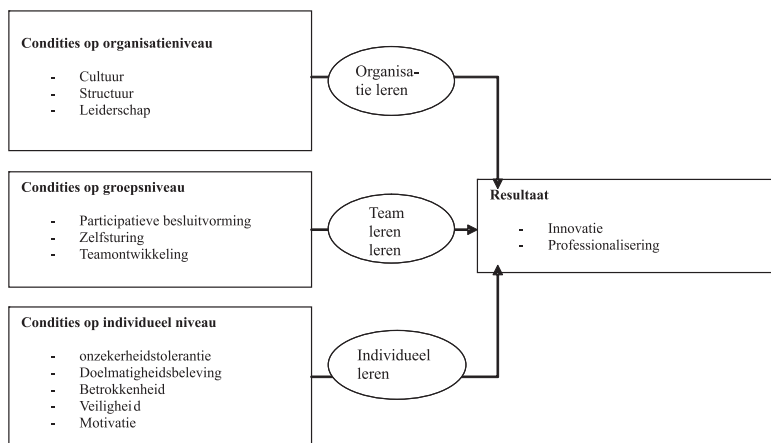 Condities op organisatieniveau
- Cultuur
- Structuur
- Leiderschap
Organisa-
tie leren
Condities op groepsniveau
- Participatieve besluitvorming
- Zelfsturing
- Teamontwikkeling
Team
leren
leren
Resultaat
- Innovatie
- Professionalisering
Condities op individueel niveau
- onzekerheidstolerantie
- Doelmatigheidsbeleving
- Betrokkenheid
- Veiligheid
- Motivatie
Individueel
leren